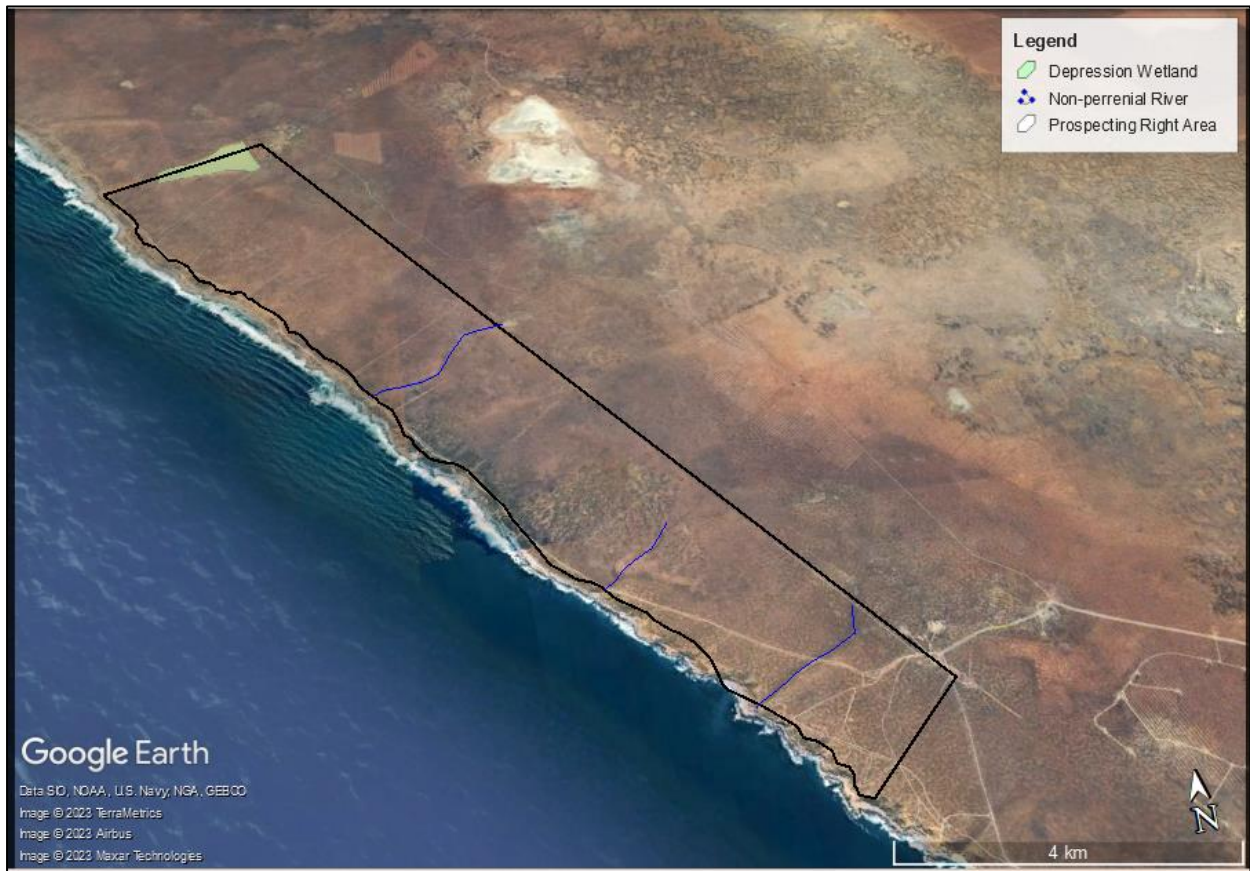 Legend
Depression Wetland
Non-perrenial River
Prospecting Right Area
Google Earth
Data SIO, NOAA, U.S. Navy, NGA, GEBCO
Image © 2023 TerraMetrics
Image © 2023 Airbus
Image © 2023 Maxar Technologies
N
4 km